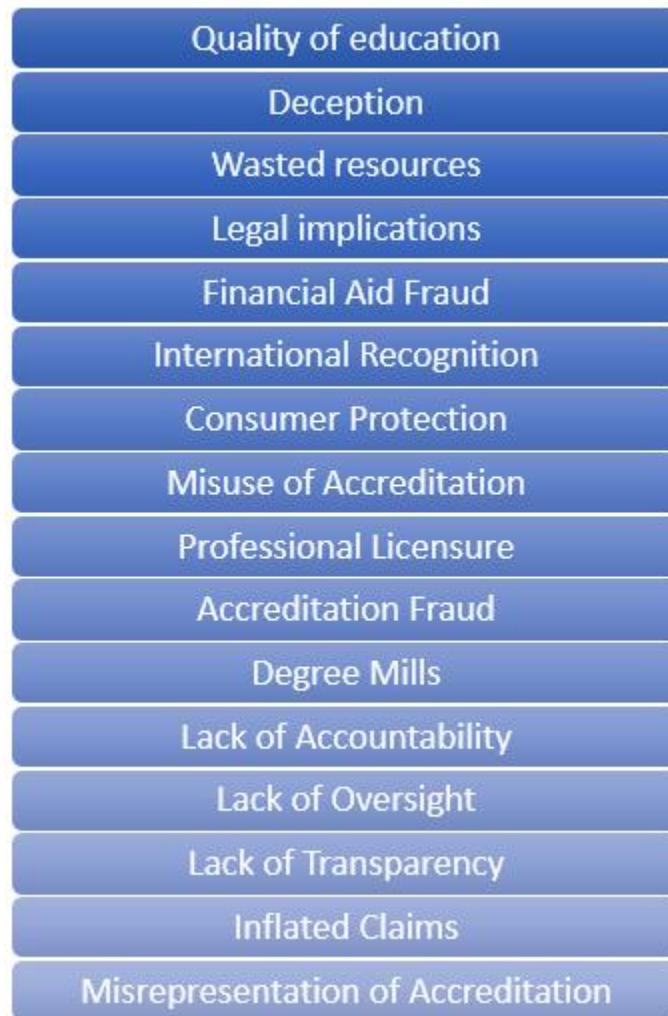 Quality of education
Deception
Wasted resources
Legal implications
Financial Aid Fraud
International Recognition
Consumer Protection
Misuse of Accreditation
Professional Licensure
Accreditation Fraud
Degree Mills
Lack of Accountability
Lack of Oversight
Lack of Transparency
Inflated Claims
Misrepresentation of Accreditation